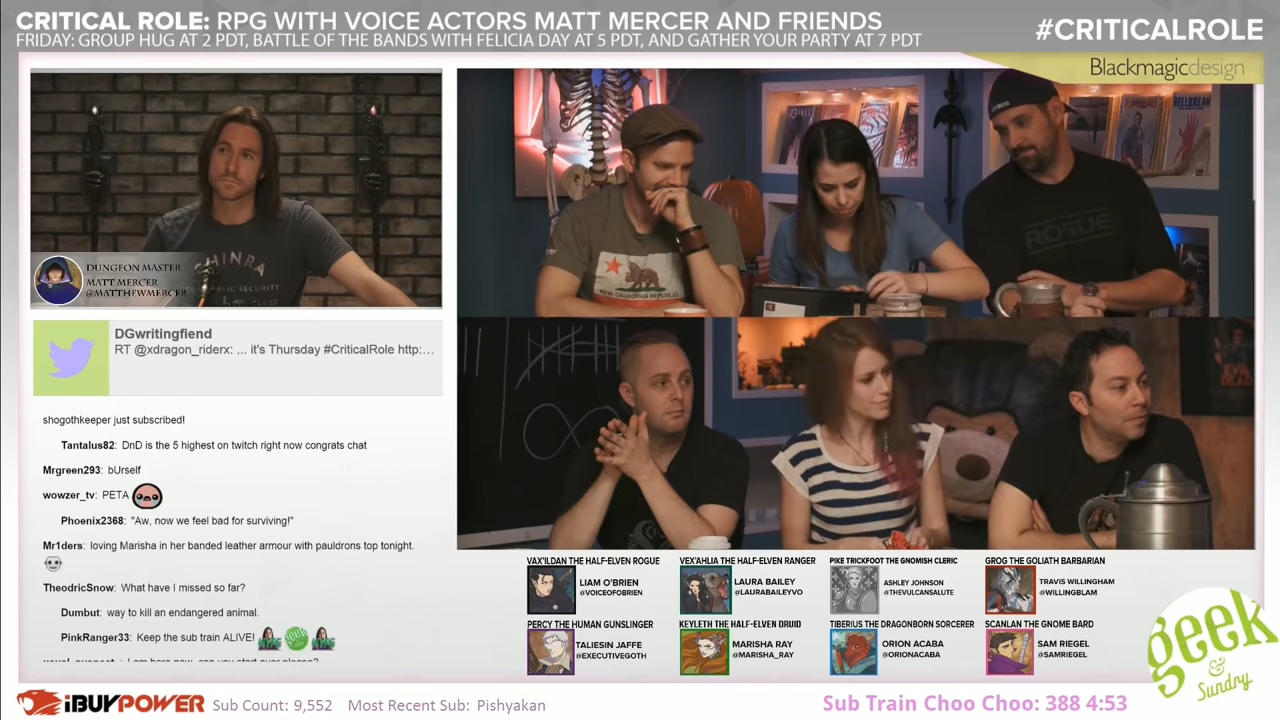 CRITICAL ROLE: RPG WITH VOICE ACTORS MATT MERCER AND FRIENDS
FRIDAY: GROUP HUG AT 2 PDT, BATTLE OF THE BANDS WITH FELICIA DAY AT 5 PDT, AND GATHER YOUR PARTY AT 7 PDT
#CRITICALROLE
Blackmagicdesign
HELLBREAK
ROGUE
NEW CALIFORNIA REPUBLIC
SHINRA
DUNGEON MASTER
MATT MERCER
@MATTHEWMERCER
DGwritingfiend
RT @xdragon_riderx: ... it's Thursday #CriticalRole http:...
shogothkeeper just subscribed!
Tantalus82: DnD is the 5 highest on twitch right now congrats chat
Mrgreen293: bUrself
wowzer_tv: PETA
Phoenix2368: "Aw, now we feel bad for surviving!"
Mr1ders: loving Marisha in her banded leather armour with pauldrons top tonight.
TheodricSnow: What have i missed so far?
Dumbut: way to kill an endangered animal.
PinkRanger33: Keep the sub train ALIVE!
VAX'ILDAN THE HALF-ELVEN ROGUE
LIAM O'BRIEN
@VOICEOFOBRIEN
VEX'AHLIA THE HALF-ELVEN RANGER
LAURA BAILEY
@LAURABAILEYVO
PIKE TRICKFOOT THE GNOMISH CLERIC
ASHLEY JOHNSON
@THEVULCANSALUTE
GROG THE GOLIATH BARBARIAN
TRAVIS WILLINGHAM
@WILLINGBLAM
PERCY THE HUMAN GUNSLINGER
TALIESIN JAFFE
@EXECUTIVEGOTH
KEYLETH THE HALF-ELVEN DRUID
MARISHA RAY
@MARISHA_RAY
TIBERIUS THE DRAGONBORN SORCERER
ORION ACABA
@ORIONACABA
SCANLAN THE GNOME BARD
SAM RIEGEL
@SAMRIEGEL
geek
&
Sundry
iBUYPOWER
Sub Count: 9,552 Most Recent Sub: Pishyakan
Sub Train Choo Choo: 388 4:53